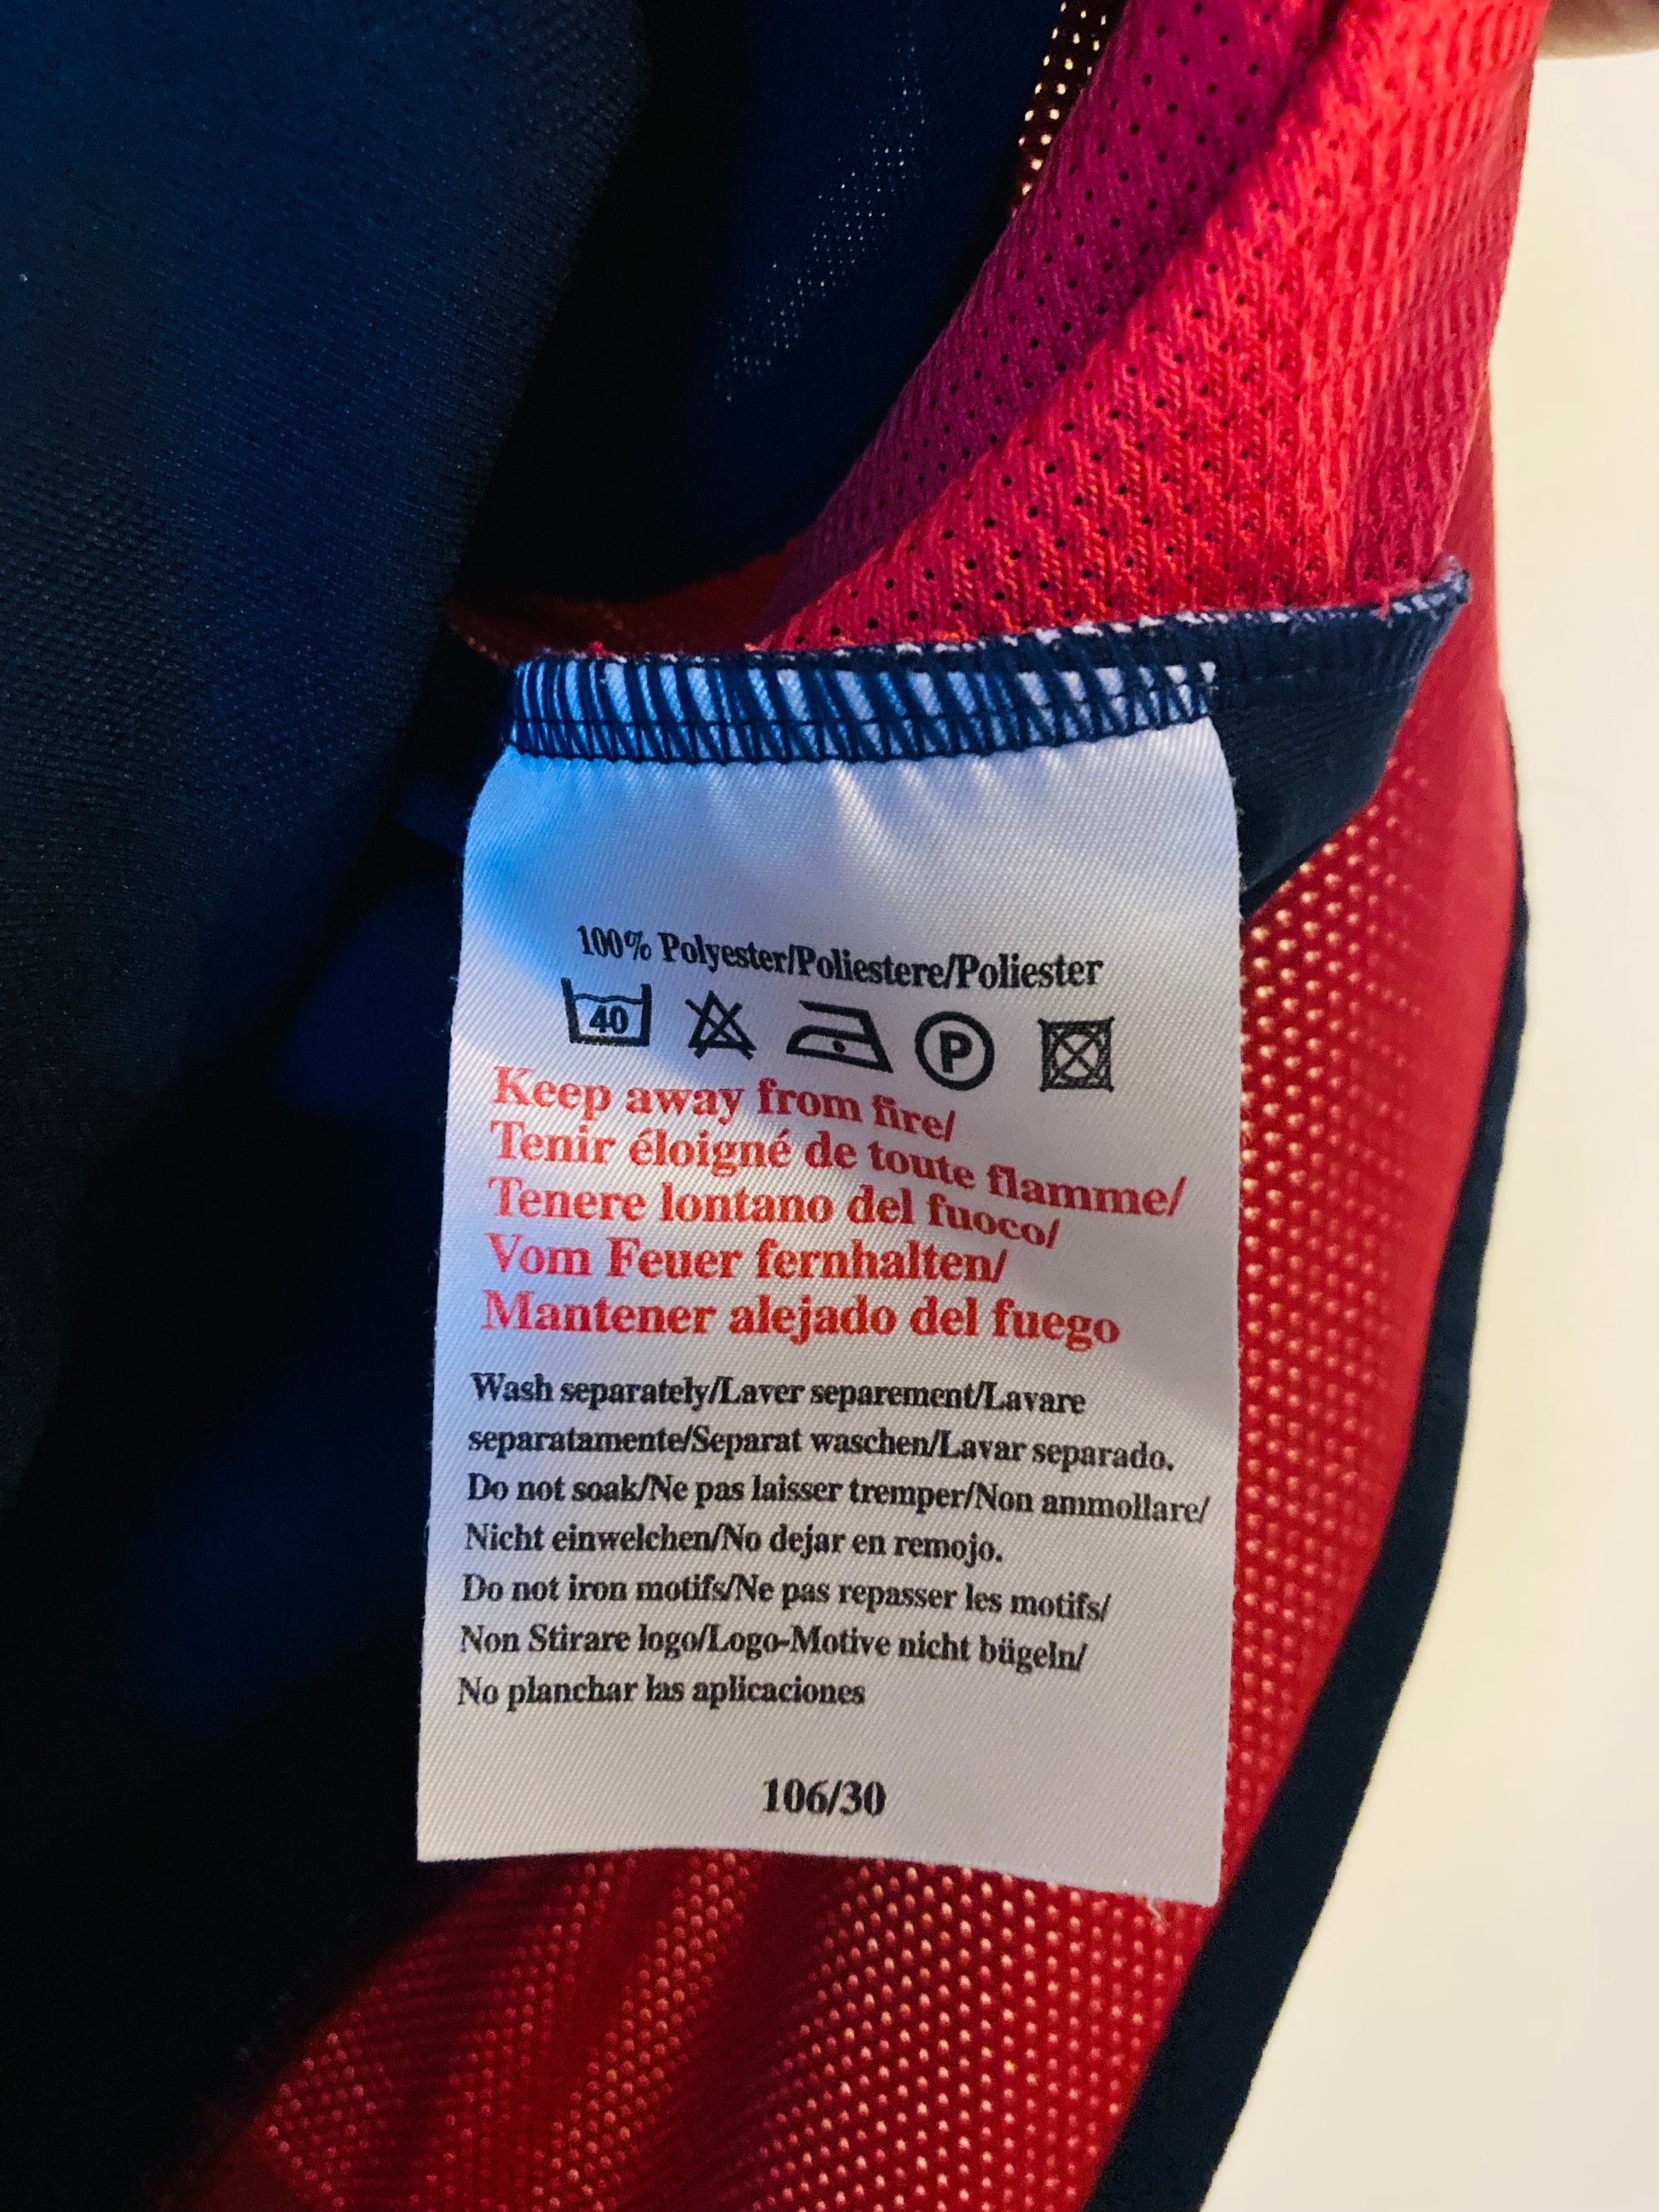 100% Polyester/Poliestere/Poliester
40 P
Keep away from fire/
Tenir éloigné de toute flamme/
Tenere lontano del fuoco/
Vom Feuer fernhalten/
Mantener alejado del fuego
Wash separately/Laver separement/Lavare
separatamente/Separat waschen/Lavar separado.
Do not soak/Ne pas laisser tremper/Non ammollare/
Nicht einwelchen/No dejar en remojo.
Do not iron motifs/Ne pas repasser les motifs/
Non Stirare logo/Logo-Motive nicht bügeln/
No planchar las aplicaciones
106/30